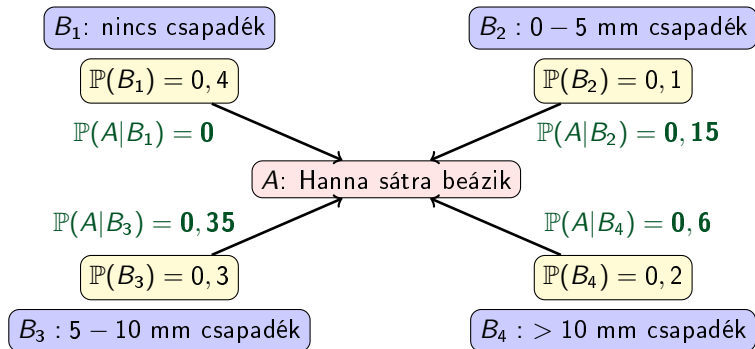 B₁: nincs csapadék
B₂ : 0 − 5 mm csapadék
ℙ(B₁) = 0, 4
ℙ(B₂) = 0, 1
ℙ(A|B₁) = 0
ℙ(A|B₂) = 0, 15
A: Hanna sátra beázik
ℙ(A|B₃) = 0, 35
ℙ(A|B₄) = 0, 6
ℙ(B₃) = 0, 3
ℙ(B₄) = 0, 2
B₃ : 5 − 10 mm csapadék
B₄ : > 10 mm csapadék